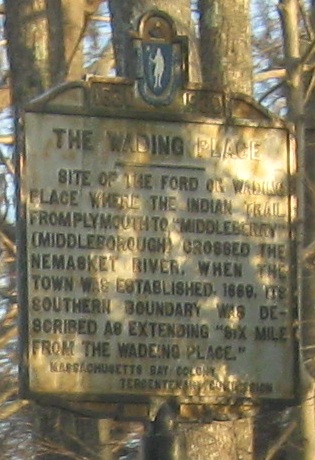 1630 1930
THE WADING PLACE
SITE OF THE FORD OR WADING
PLACE WHERE THE INDIAN TRAIL
FROM PLYMOUTH TO "MIDDLEBERRY"
(MIDDLEBOROUGH) CROSSED THE
NEMASKET RIVER. WHEN THE
TOWN WAS ESTABLISHED, 1669, ITS
SOUTHERN BOUNDARY WAS DE-
SCRIBED AS EXTENDING "SIX MILE
FROM THE WADEING PLACE."
MASSACHUSETTS BAY COLONY
TERCENTENARY COMMISSION